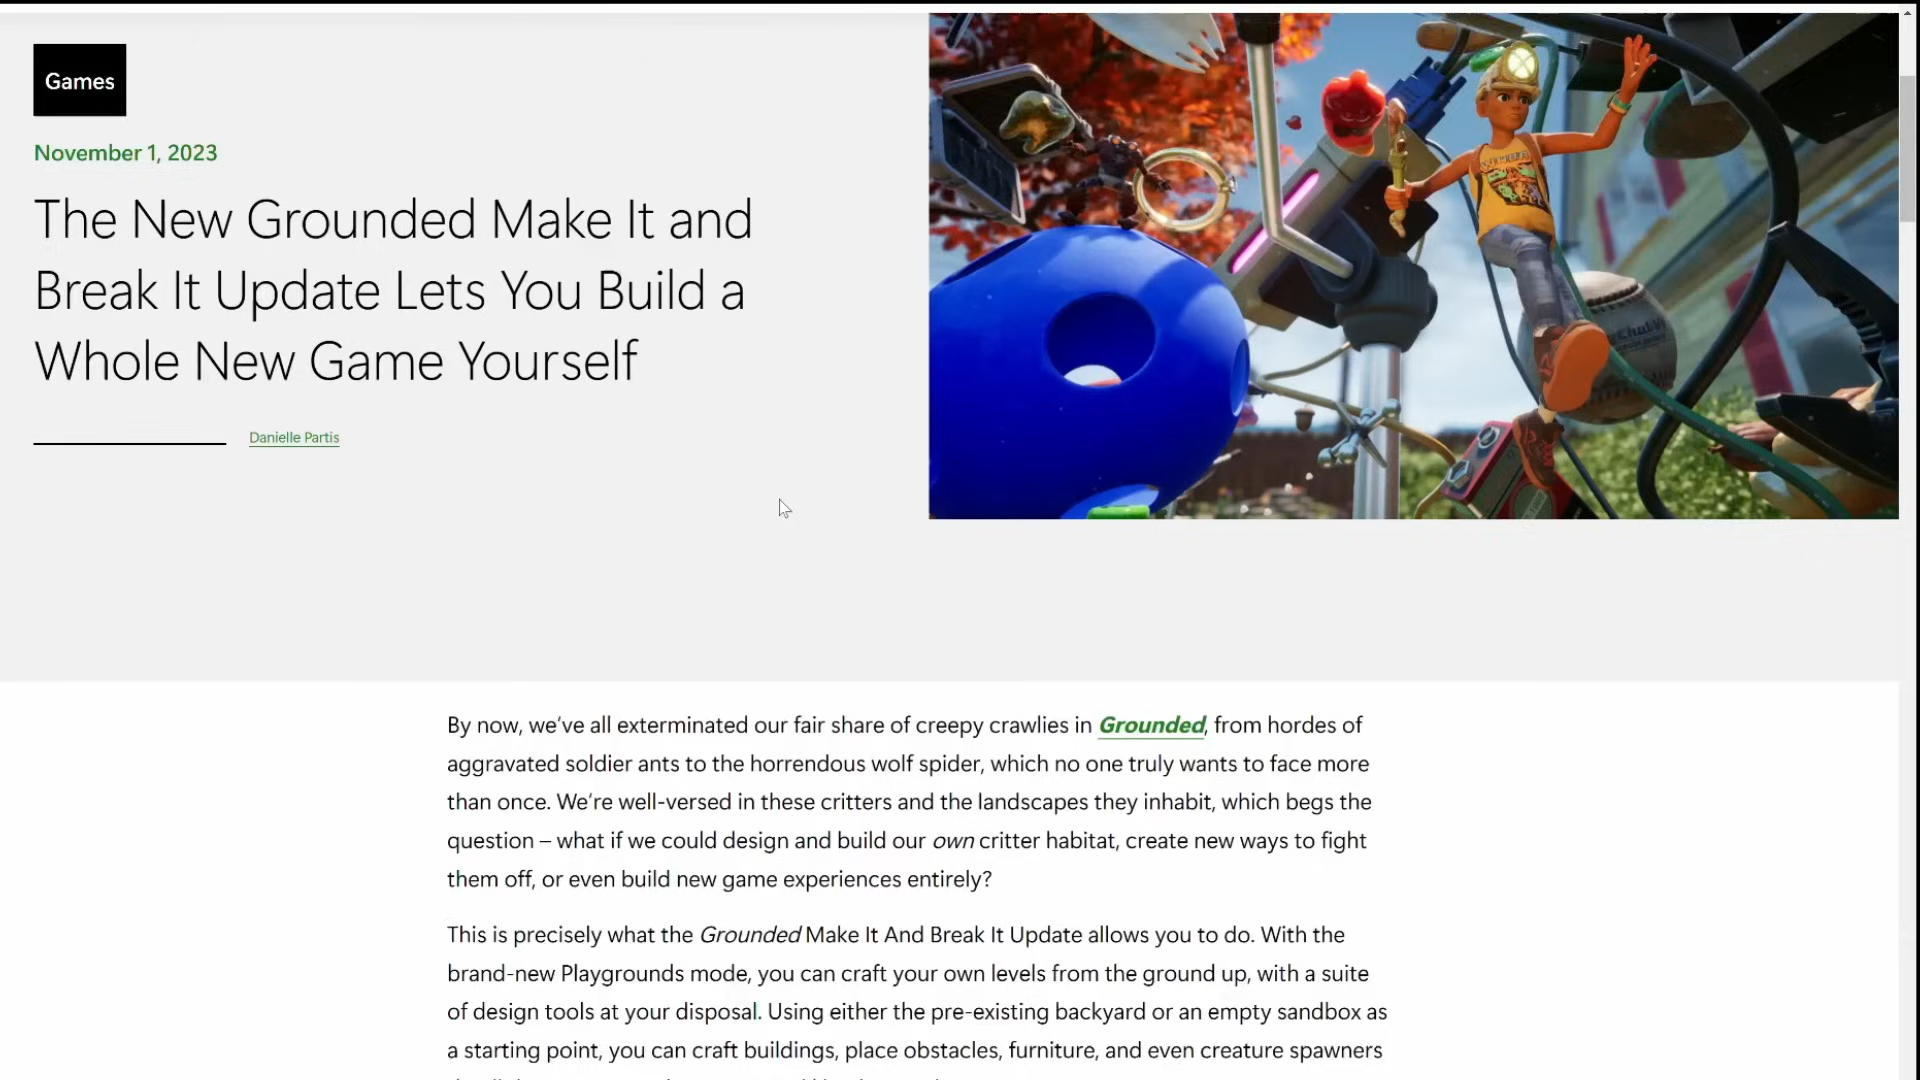 Games
November 1, 2023
The New Grounded Make It and
Break It Update Lets You Build a
Whole New Game Yourself
Danielle Partis
By now, we’ve all exterminated our fair share of creepy crawlies in Grounded, from hordes of
aggravated soldier ants to the horrendous wolf spider, which no one truly wants to face more
than once. We’re well-versed in these critters and the landscapes they inhabit, which begs the
question – what if we could design and build our own critter habitat, create new ways to fight
them off, or even build new game experiences entirely?
This is precisely what the Grounded Make It And Break It Update allows you to do. With the
brand-new Playgrounds mode, you can craft your own levels from the ground up, with a suite
of design tools at your disposal. Using either the pre-existing backyard or an empty sandbox as
a starting point, you can craft buildings, place obstacles, furniture, and even creature spawners